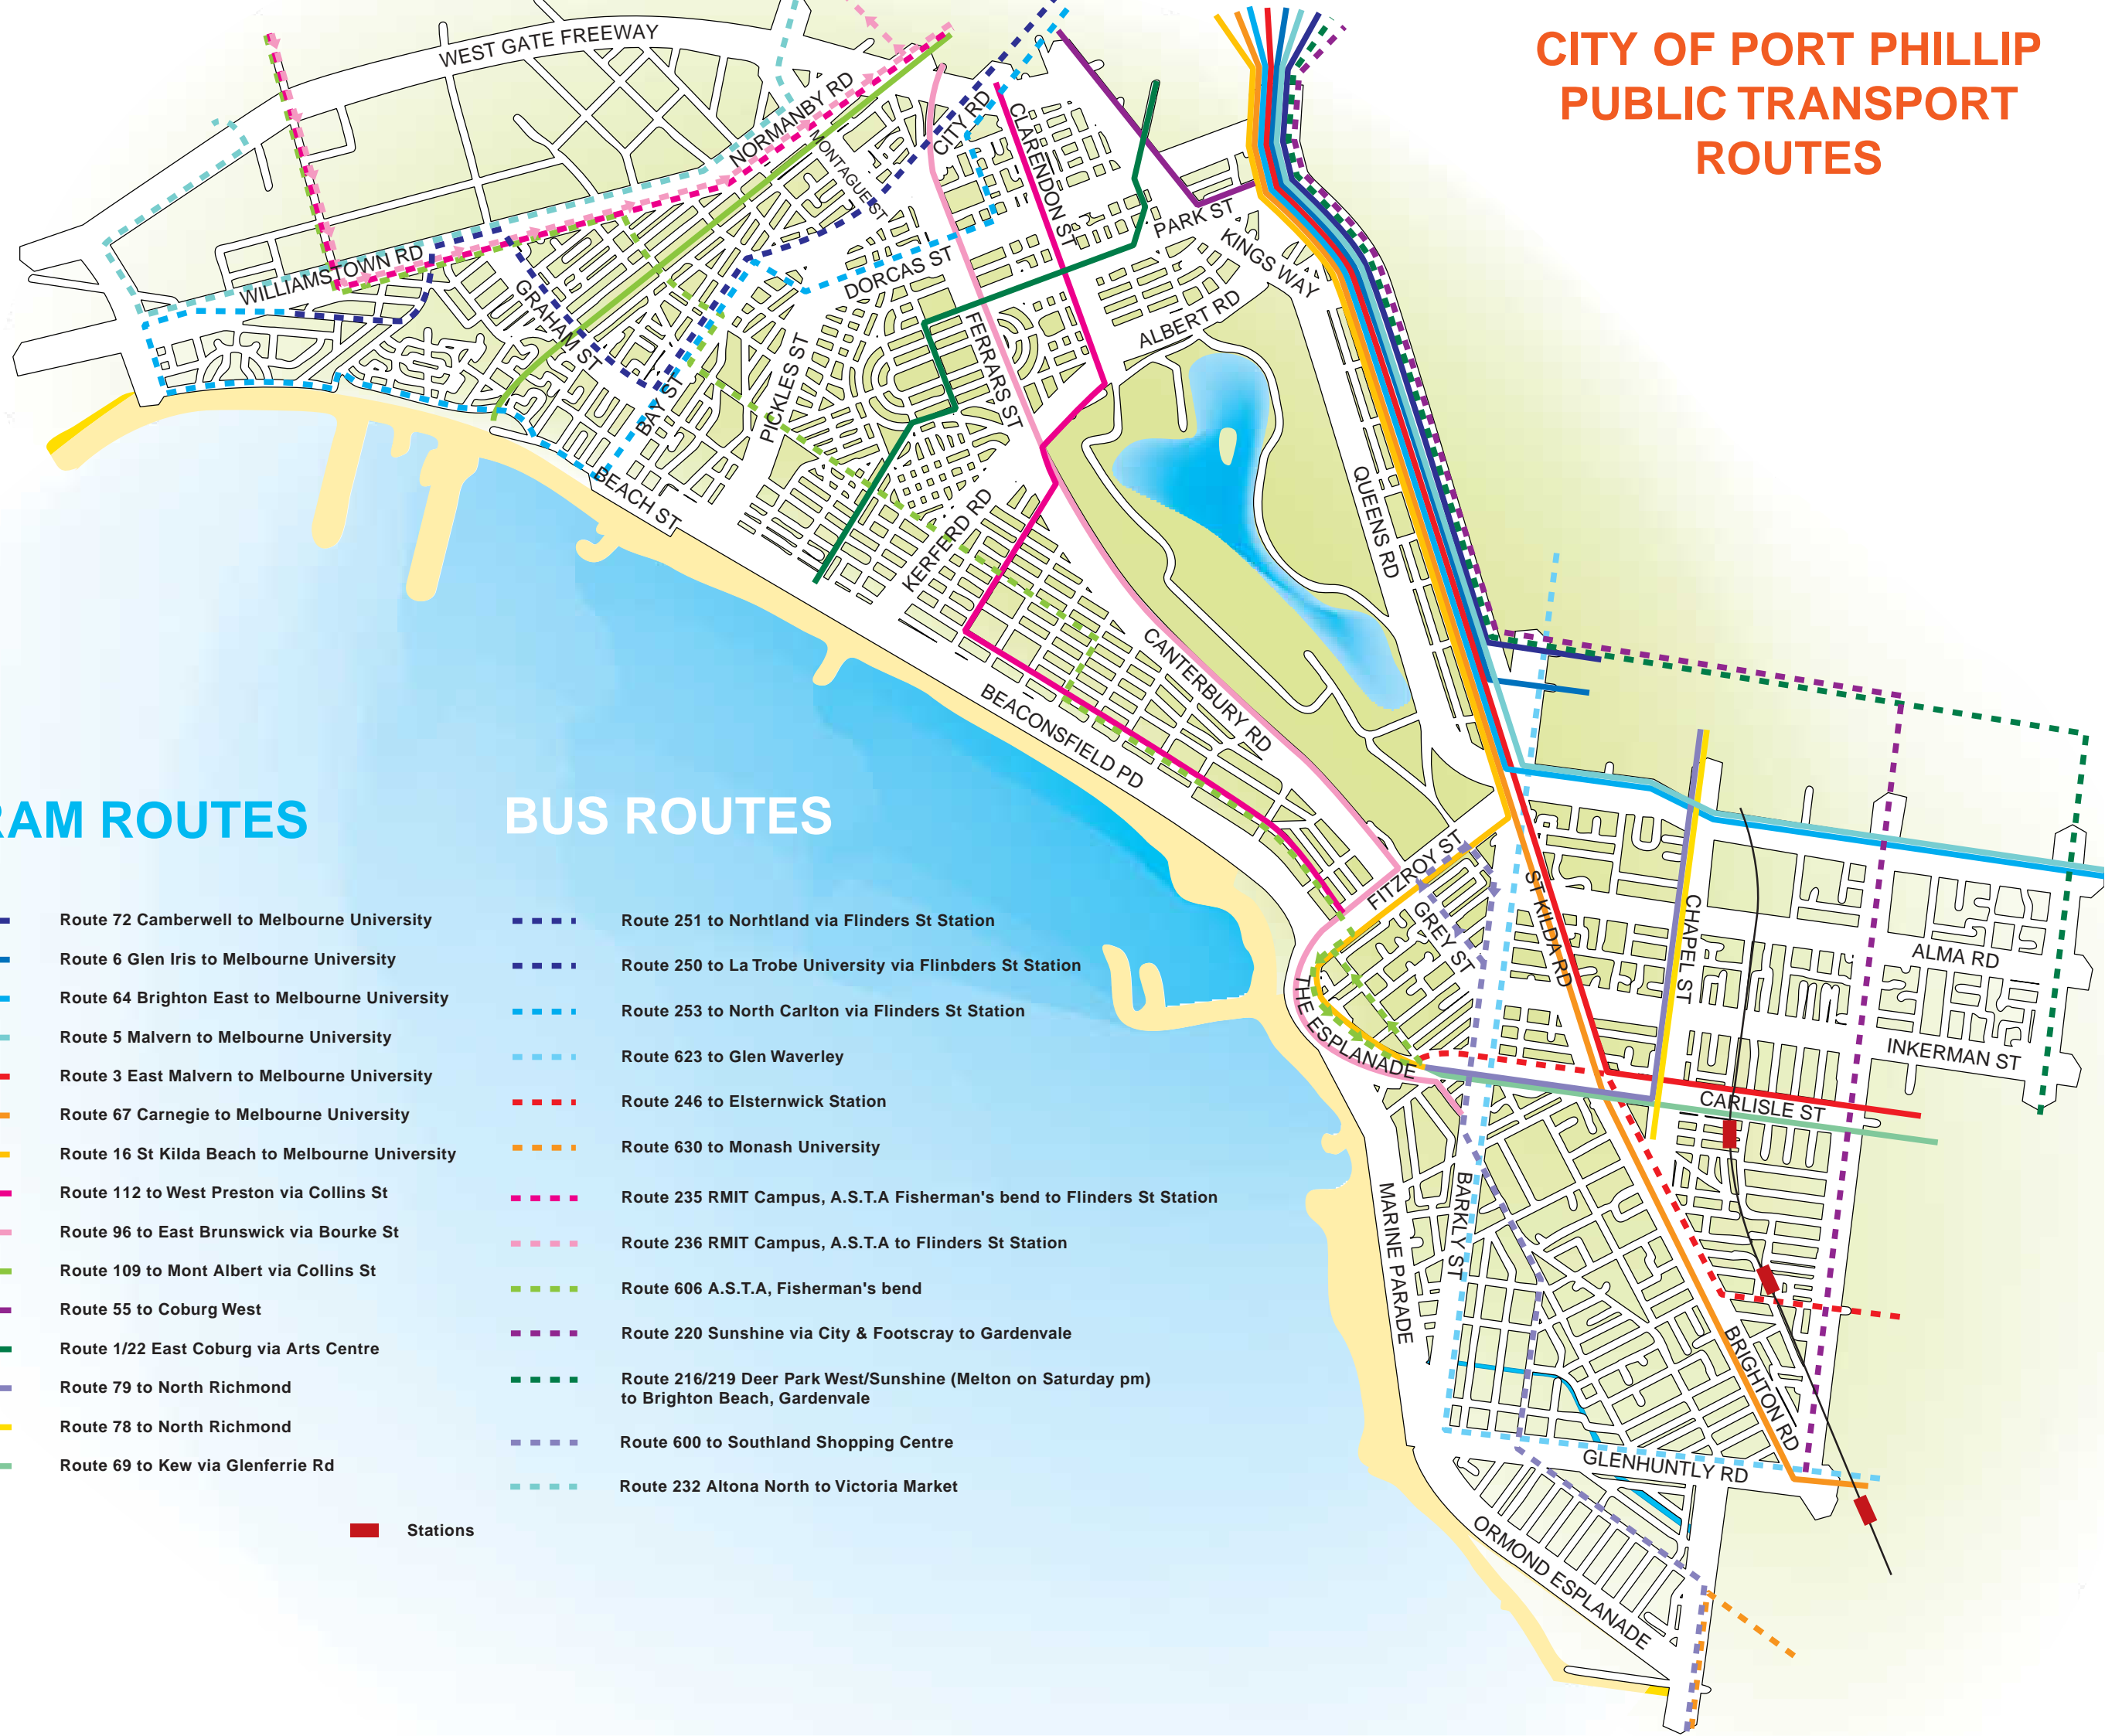 CITY OF PORT PHILLIP
PUBLIC TRANSPORT
ROUTES
WEST GATE FREEWAY
NORMANBY RD
MONTAGUE ST
CITY RD
CLARENDON ST
PARK ST
KINGS WAY
WILLIAMSTOWN RD
GRAHAM ST
DORCAS ST
FERRARS ST
ALBERT RD
BAY ST
PICKLES ST
BEACH ST
KERFERD RD
QUEENS RD
CANTERBURY RD
BEACONSFIELD PD
FITZROY ST
GREY ST
ST KILDA RD
CHAPEL ST
ALMA RD
INKERMAN ST
THE ESPLANADE
CARLISLE ST
MARINE PARADE
BARKLY ST
BRIGHTON RD
GLENHUNTLY RD
ORMOND ESPLANADE
RAM ROUTES
Route 72 Camberwell to Melbourne University
Route 6 Glen Iris to Melbourne University
Route 64 Brighton East to Melbourne University
Route 5 Malvern to Melbourne University
Route 3 East Malvern to Melbourne University
Route 67 Carnegie to Melbourne University
Route 16 St Kilda Beach to Melbourne University
Route 112 to West Preston via Collins St
Route 96 to East Brunswick via Bourke St
Route 109 to Mont Albert via Collins St
Route 55 to Coburg West
Route 1/22 East Coburg via Arts Centre
Route 79 to North Richmond
Route 78 to North Richmond
Route 69 to Kew via Glenferrie Rd
BUS ROUTES
Route 251 to Norhtland via Flinders St Station
Route 250 to La Trobe University via Flinbders St Station
Route 253 to North Carlton via Flinders St Station
Route 623 to Glen Waverley
Route 246 to Elsternwick Station
Route 630 to Monash University
Route 235 RMIT Campus, A.S.T.A Fisherman's bend to Flinders St Station
Route 236 RMIT Campus, A.S.T.A to Flinders St Station
Route 606 A.S.T.A, Fisherman's bend
Route 220 Sunshine via City & Footscray to Gardenvale
Route 216/219 Deer Park West/Sunshine (Melton on Saturday pm)
to Brighton Beach, Gardenvale
Route 600 to Southland Shopping Centre
Route 232 Altona North to Victoria Market
Stations